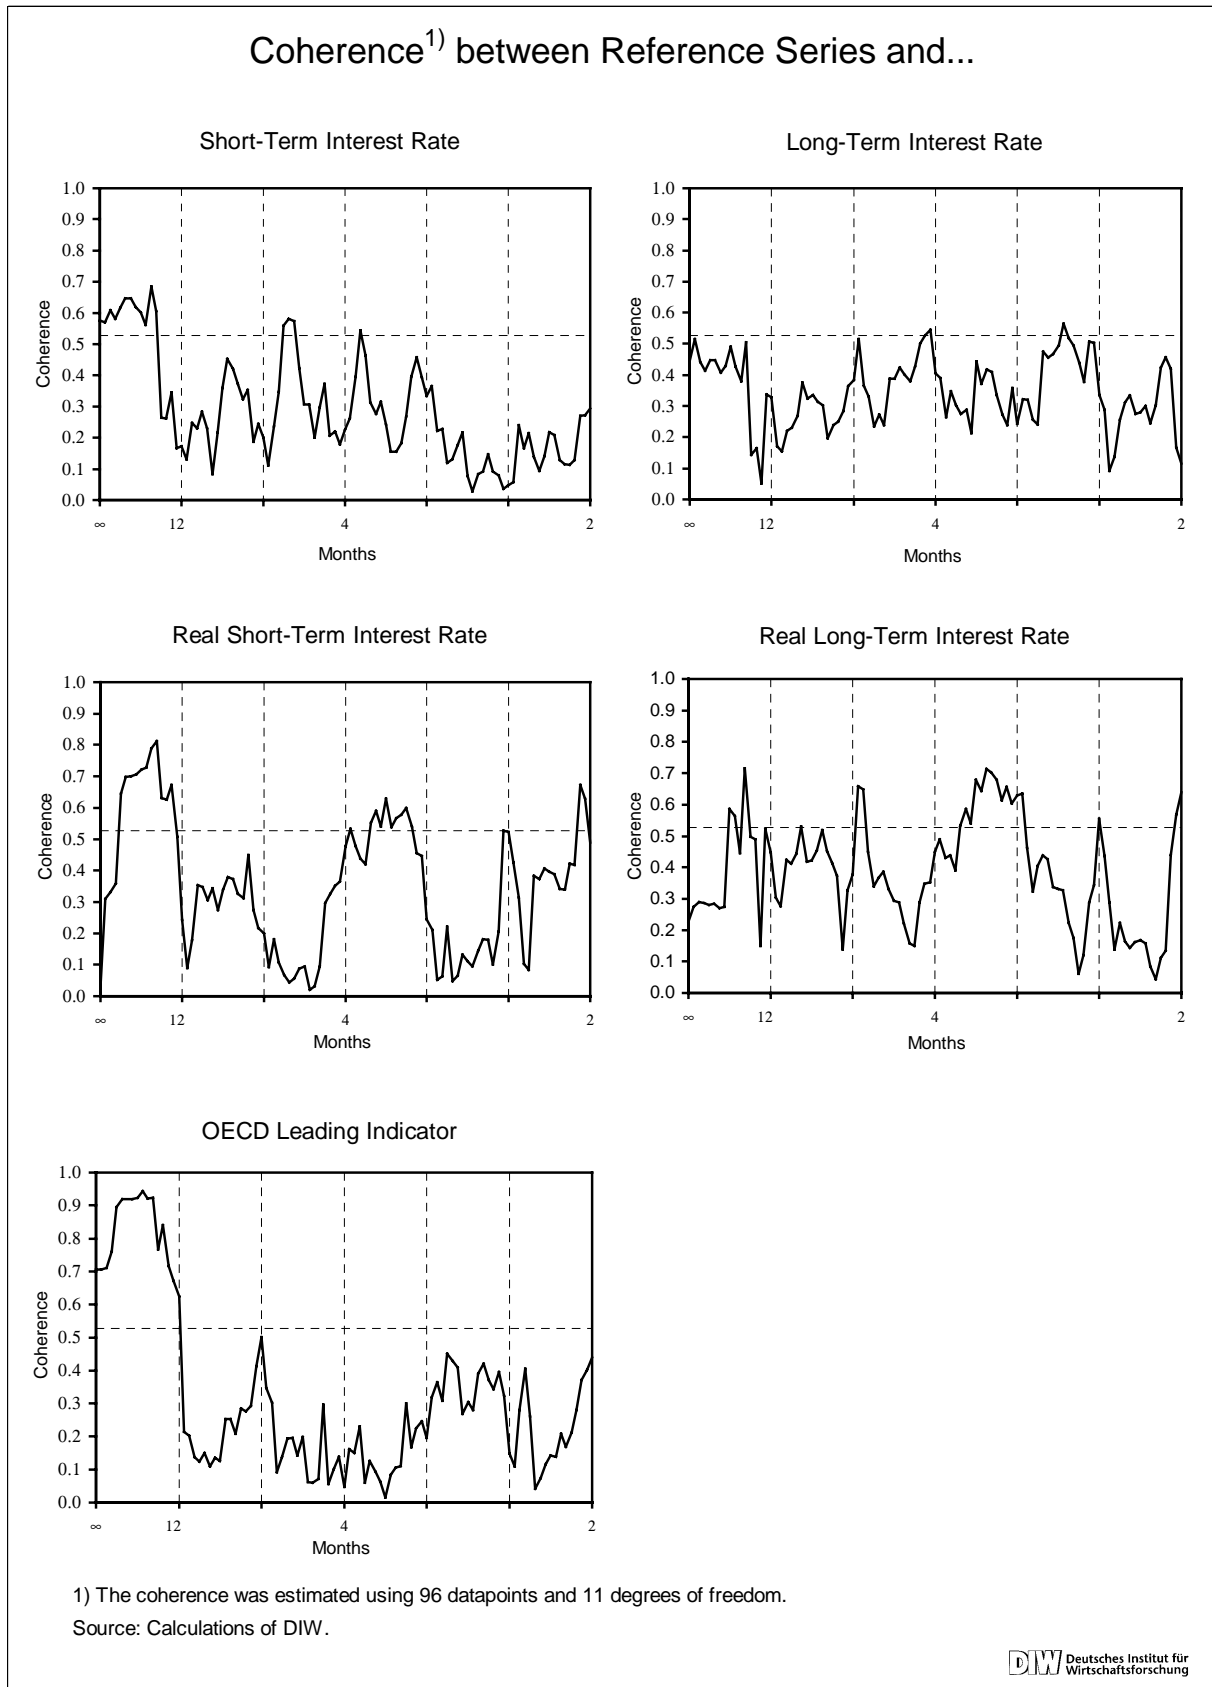 Coherence1) between Reference Series and...
Short-Term Interest Rate
1.0
0.9
0.8
0.7
0.6
0.5
0.4
0.3
0.2
0.1
0.0
Coherence
∞ 12 4 2
Months
Long-Term Interest Rate
1.0
0.9
0.8
0.7
0.6
0.5
0.4
0.3
0.2
0.1
0.0
Coherence
∞ 12 4 2
Months
Real Short-Term Interest Rate
1.0
0.9
0.8
0.7
0.6
0.5
0.4
0.3
0.2
0.1
0.0
Coherence
∞ 12 4 2
Months
Real Long-Term Interest Rate
1.0
0.9
0.8
0.7
0.6
0.5
0.4
0.3
0.2
0.1
0.0
Coherence
∞ 12 4 2
Months
OECD Leading Indicator
1.0
0.9
0.8
0.7
0.6
0.5
0.4
0.3
0.2
0.1
0.0
Coherence
∞ 12 4 2
Months
1) The coherence was estimated using 96 datapoints and 11 degrees of freedom.
Source: Calculations of DIW.
DIW Deutsches Institut für
Wirtschaftsforschung